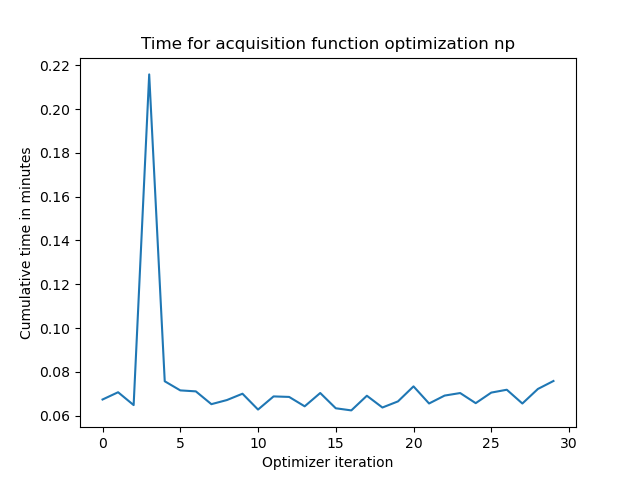 Time for acquisition function optimization np
Cumulative time in minutes
0.22
0.20
0.18
0.16
0.14
0.12
0.10
0.08
0.06
0 5 10 15 20 25 30
Optimizer iteration